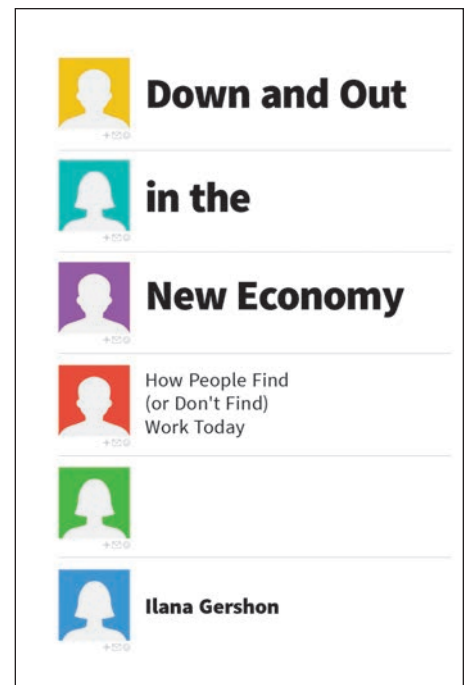 Down and Out
in the
New Economy
How People Find
(or Don't Find)
Work Today
Ilana Gershon